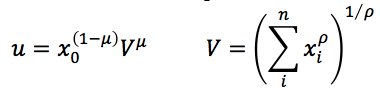 u = x_0^{(1-μ)} V^μ     V = (∑_i^n x_i^ρ)^{1/ρ}